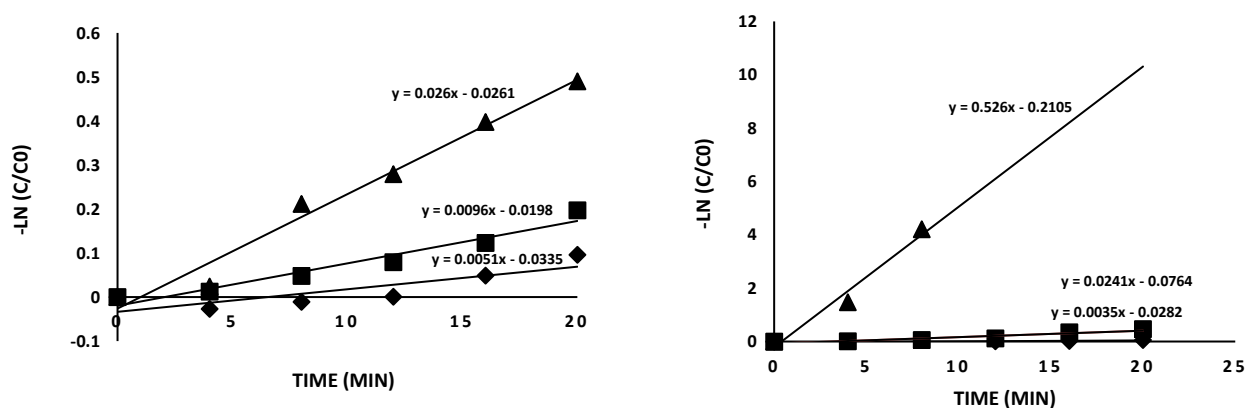 0.6
0.5
0.4
0.3
0.2
0.1
0
-0.1
-LN (C/C0)
y = 0.026x - 0.0261
y = 0.0096x - 0.0198
y = 0.0051x - 0.0335
0 5 10 15 20
TIME (MIN)
12
10
8
6
4
2
0
-LN (C/C0)
y = 0.526x - 0.2105
y = 0.0241x - 0.0764
y = 0.0035x - 0.0282
0 5 10 15 20 25
TIME (MIN)